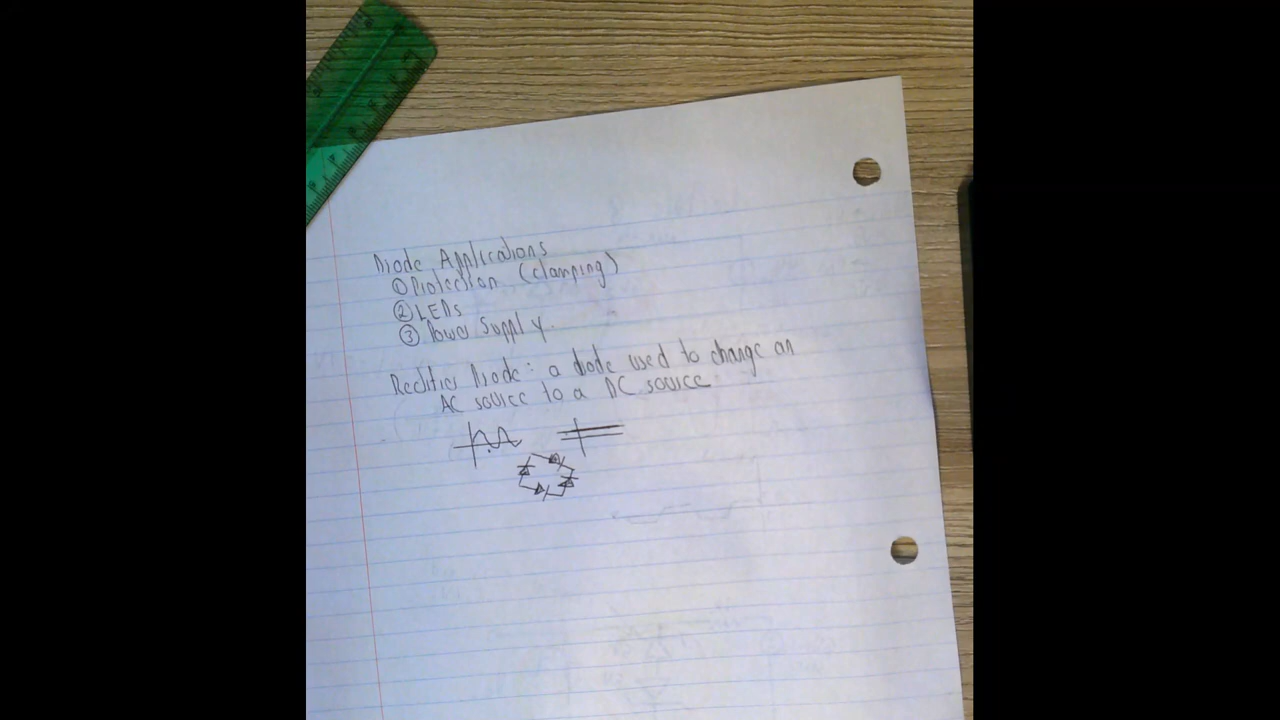 Diode Applications
① Protection (clamping)
② LEDs
③ Power Supply
Rectifier Diode: a diode used to change an
AC source to a DC source